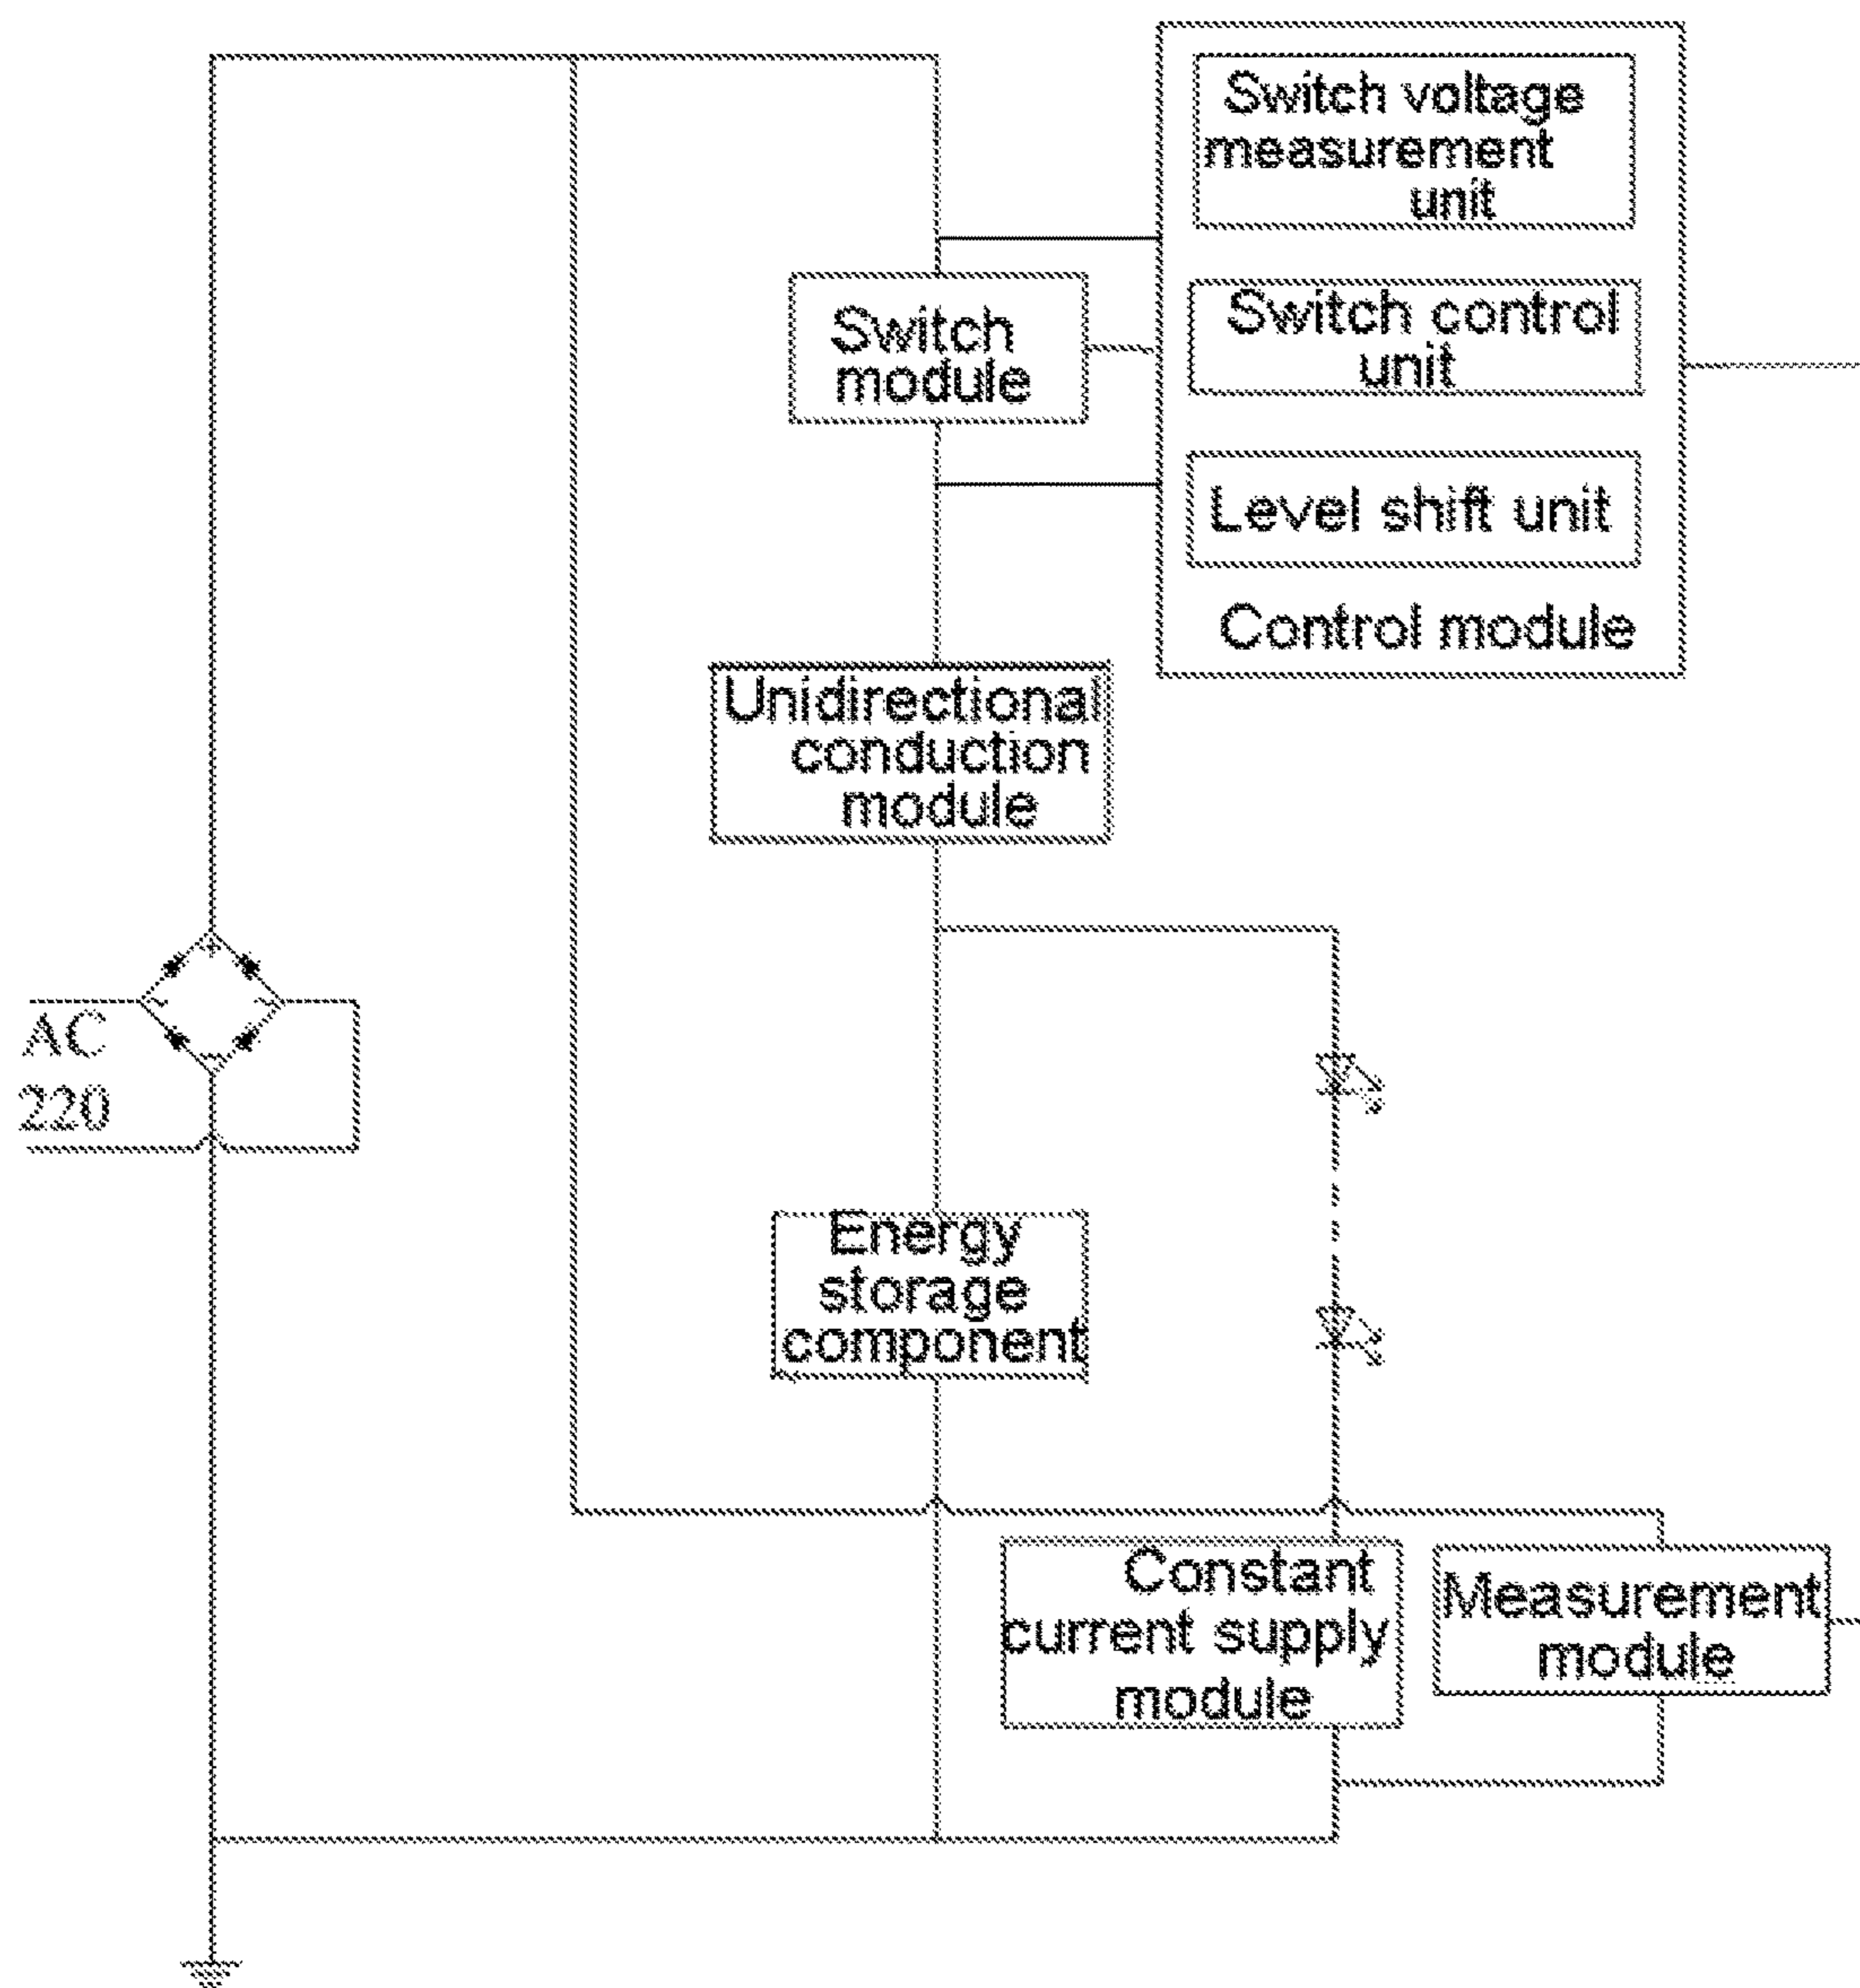 Switch voltage
measurement
unit
Switch control
unit
Level shift unit
Control module
Switch
module
Unidirectional
conduction
module
AC
220
Energy
storage
component
Constant
current supply
module
Measurement
module